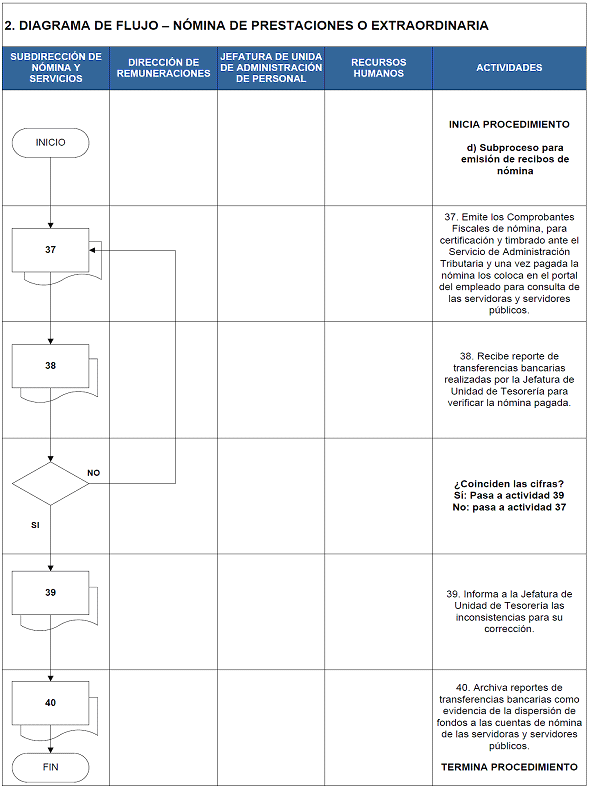 2. DIAGRAMA DE FLUJO – NÓMINA DE PRESTACIONES O EXTRAORDINARIA
SUBDIRECCIÓN DE
NÓMINA Y
SERVICIOS
DIRECCIÓN DE
REMUNERACIONES
JEFATURA DE UNIDA
DE ADMINISTRACIÓN
DE PERSONAL
RECURSOS
HUMANOS
ACTIVIDADES
INICIO
INICIA PROCEDIMIENTO
d) Subproceso para
emisión de recibos de
nómina
37
37. Emite los Comprobantes
Fiscales de nómina, para
certificación y timbrado ante el
Servicio de Administración
Tributaria y una vez pagada la
nómina los coloca en el portal
del empleado para consulta de
las servidoras y servidores
públicos.
38
38. Recibe reporte de
transferencias bancarias
realizadas por la Jefatura de
Unidad de Tesorería para
verificar la nómina pagada.
NO
SI
¿Coinciden las cifras?
Sí: Pasa a actividad 39
No: pasa a actividad 37
39
39. Informa a la Jefatura de
Unidad de Tesorería las
inconsistencias para su
corrección.
40
40. Archiva reportes de
transferencias bancarias como
evidencia de la dispersión de
fondos a las cuentas de nómina
de las servidoras y servidores
públicos.
FIN
TERMINA PROCEDIMIENTO